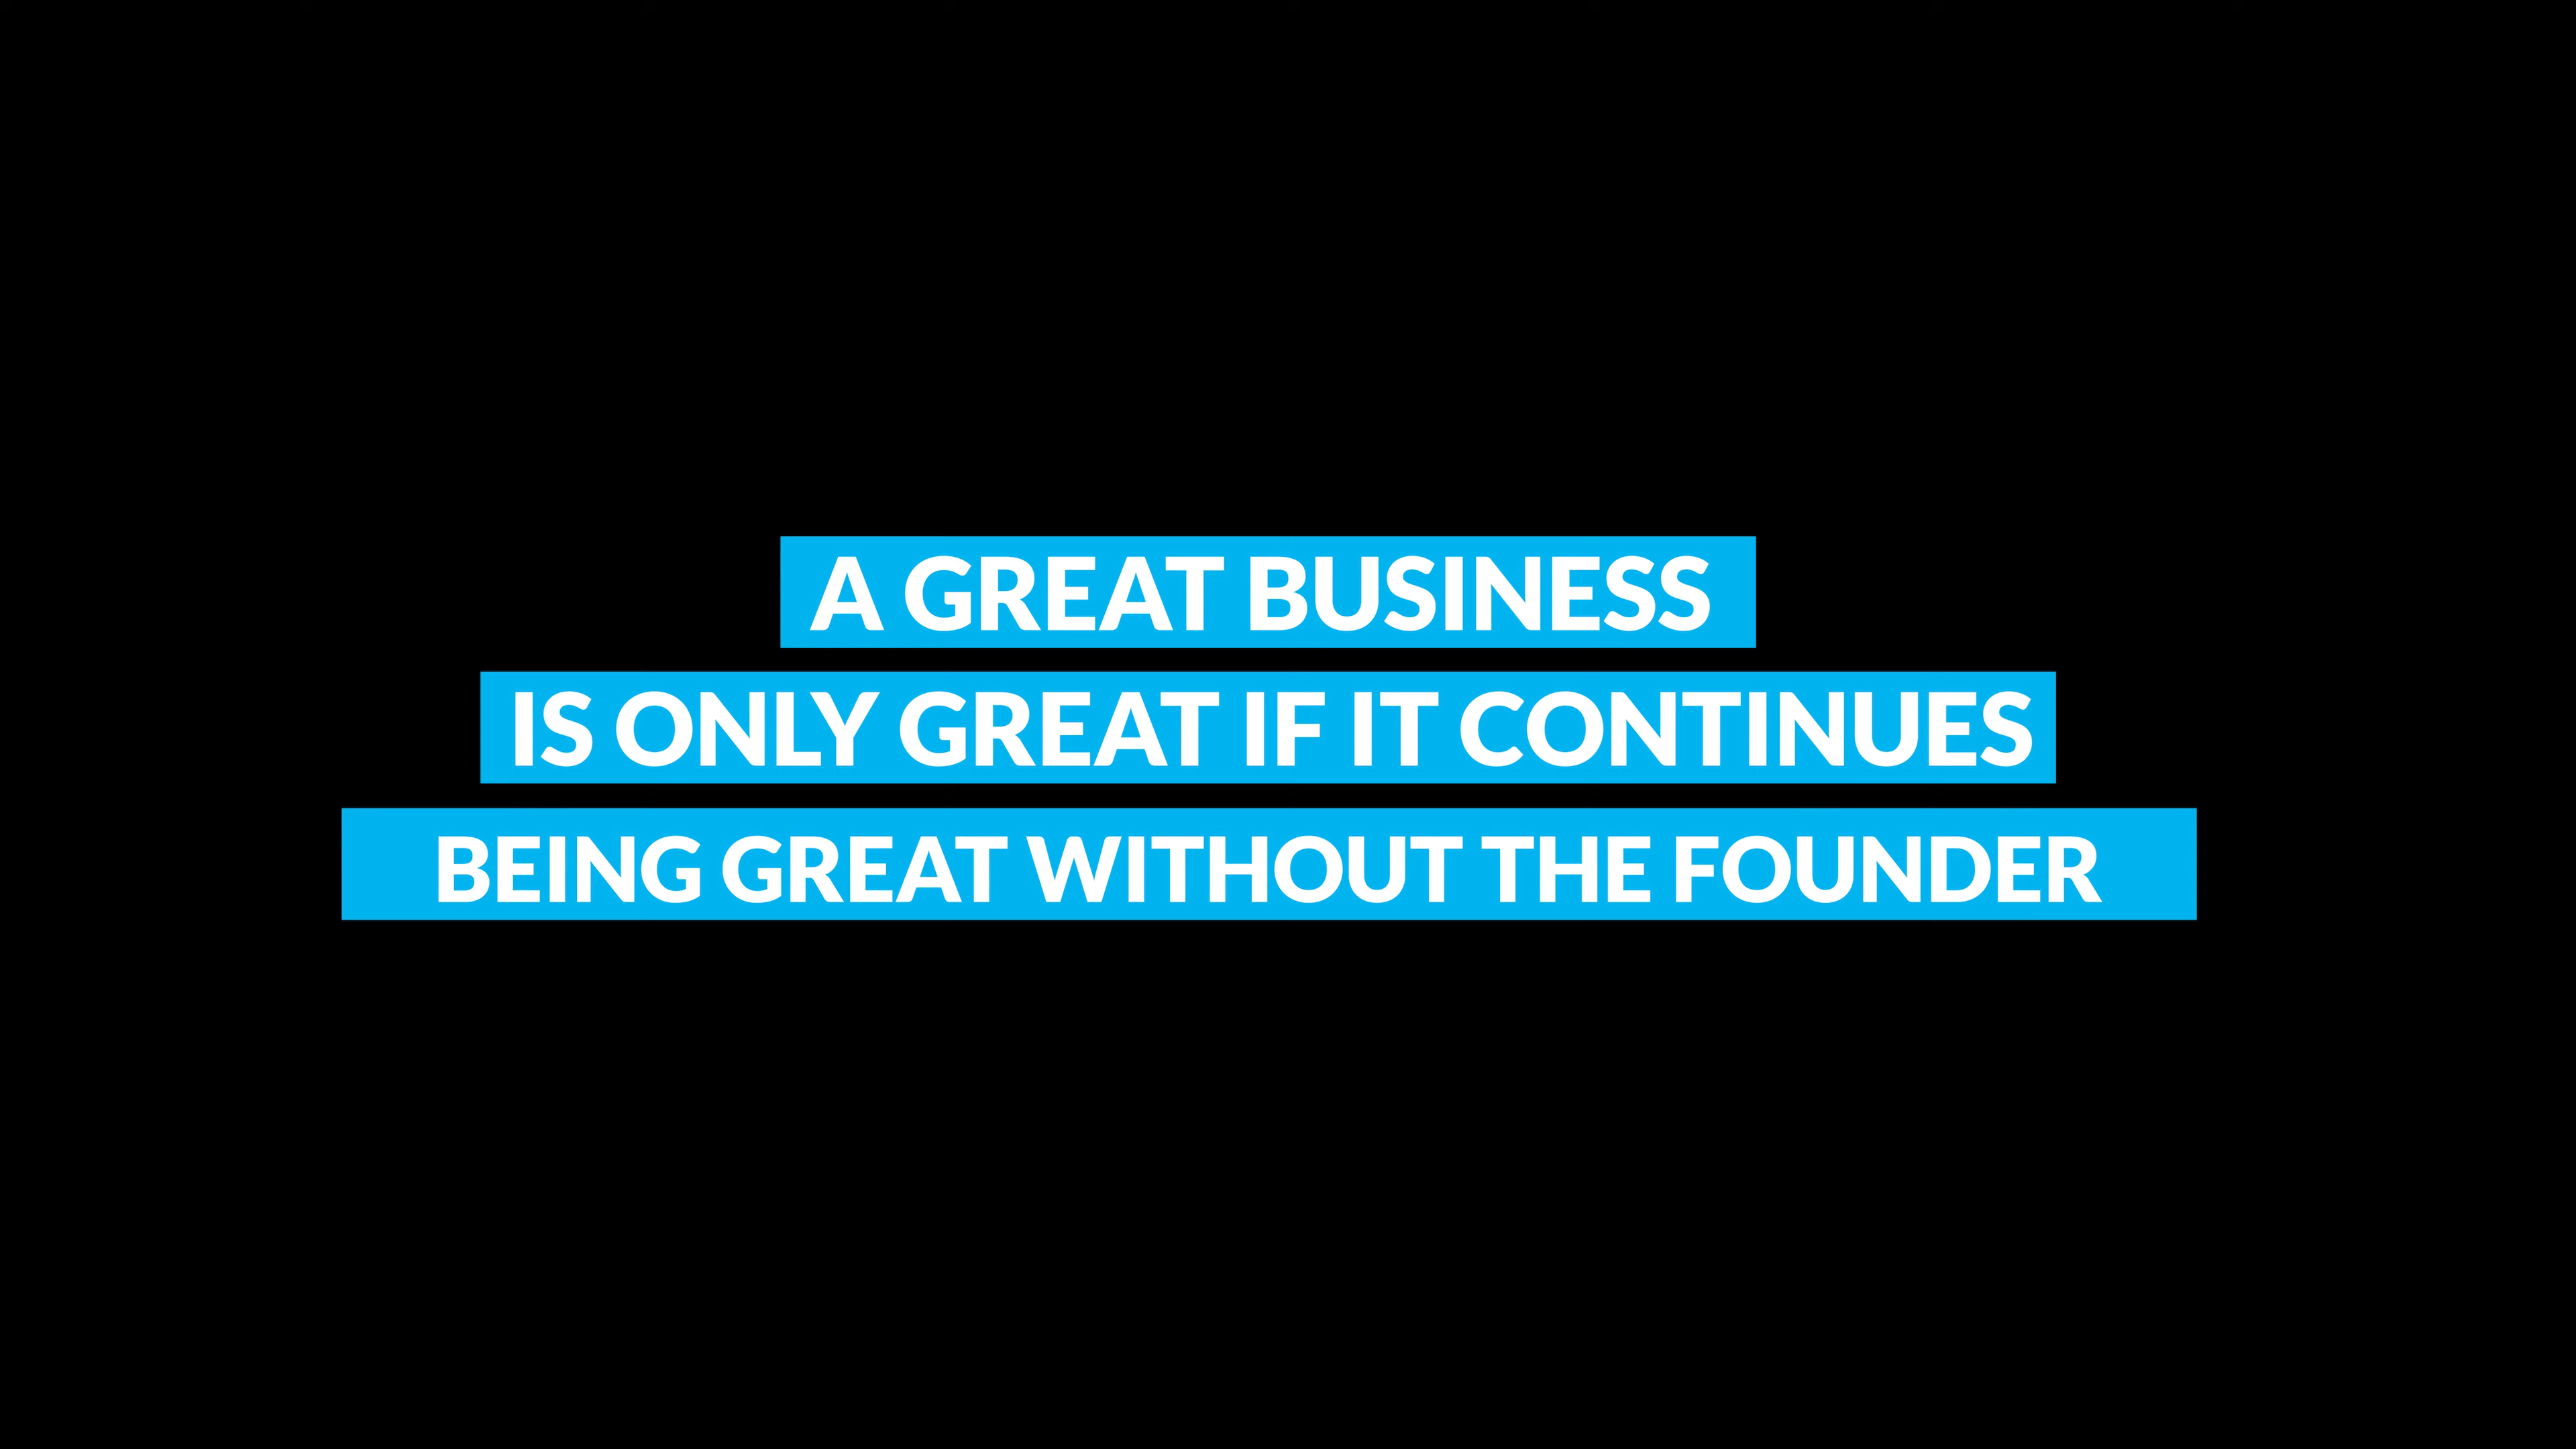 A GREAT BUSINESS
IS ONLY GREAT IF IT CONTINUES
BEING GREAT WITHOUT THE FOUNDER